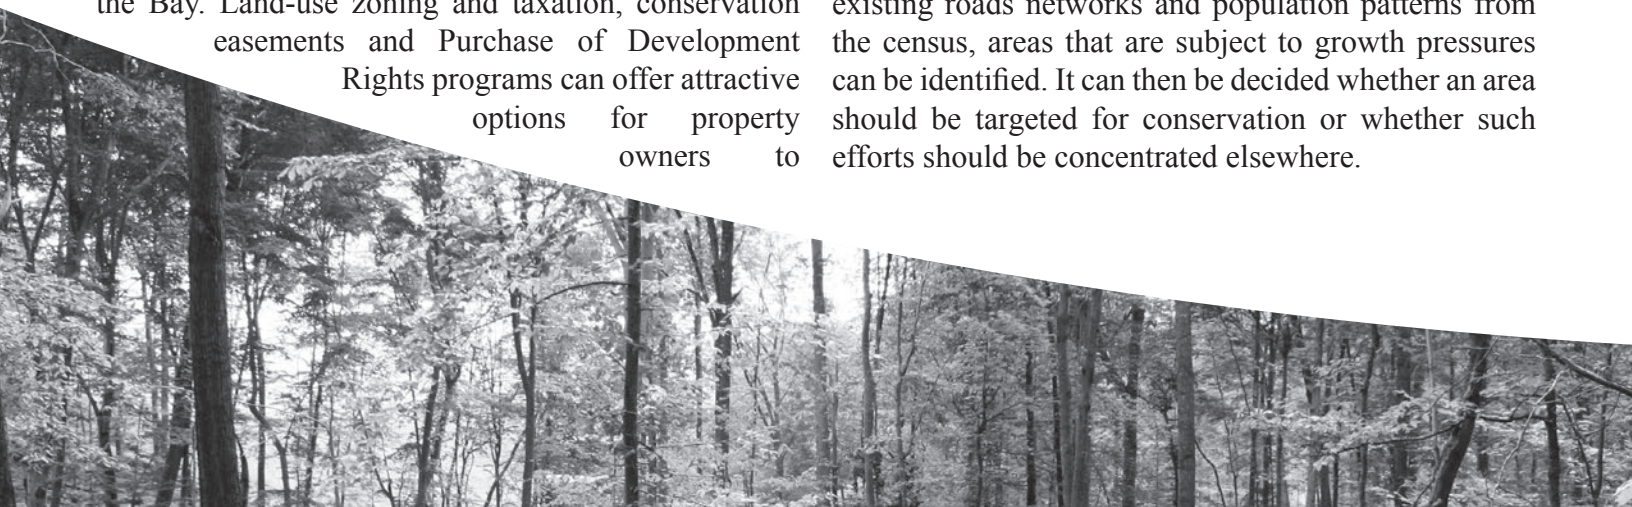 the Bay. Land-use zoning and taxation, conservation
easements and Purchase of Development
Rights programs can offer attractive
options for property
owners to
existing roads networks and population patterns from
the census, areas that are subject to growth pressures
can be identified. It can then be decided whether an area
should be targeted for conservation or whether such
efforts should be concentrated elsewhere.